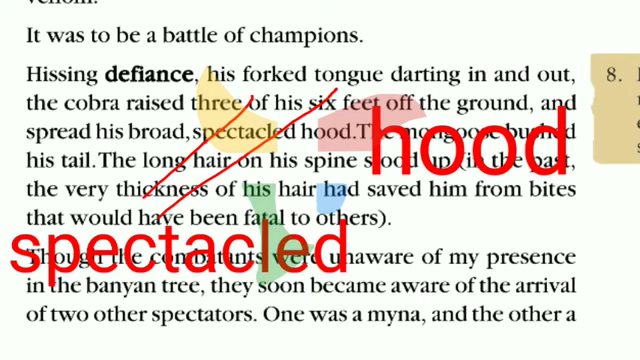 venom.
It was to be a battle of champions.
Hissing defiance, his forked tongue darting in and out,
the cobra raised three of his six feet off the ground, and
spread his broad, spectacled hood. The mongoose bushed
his tail. The long hair on his spine stood up (in the past,
the very thickness of his hair had saved him from bites
that would have been fatal to others).
Though the combatants were unaware of my presence
in the banyan tree, they soon became aware of the arrival
of two other spectators. One was a myna, and the other a
8.
hood
spectacled